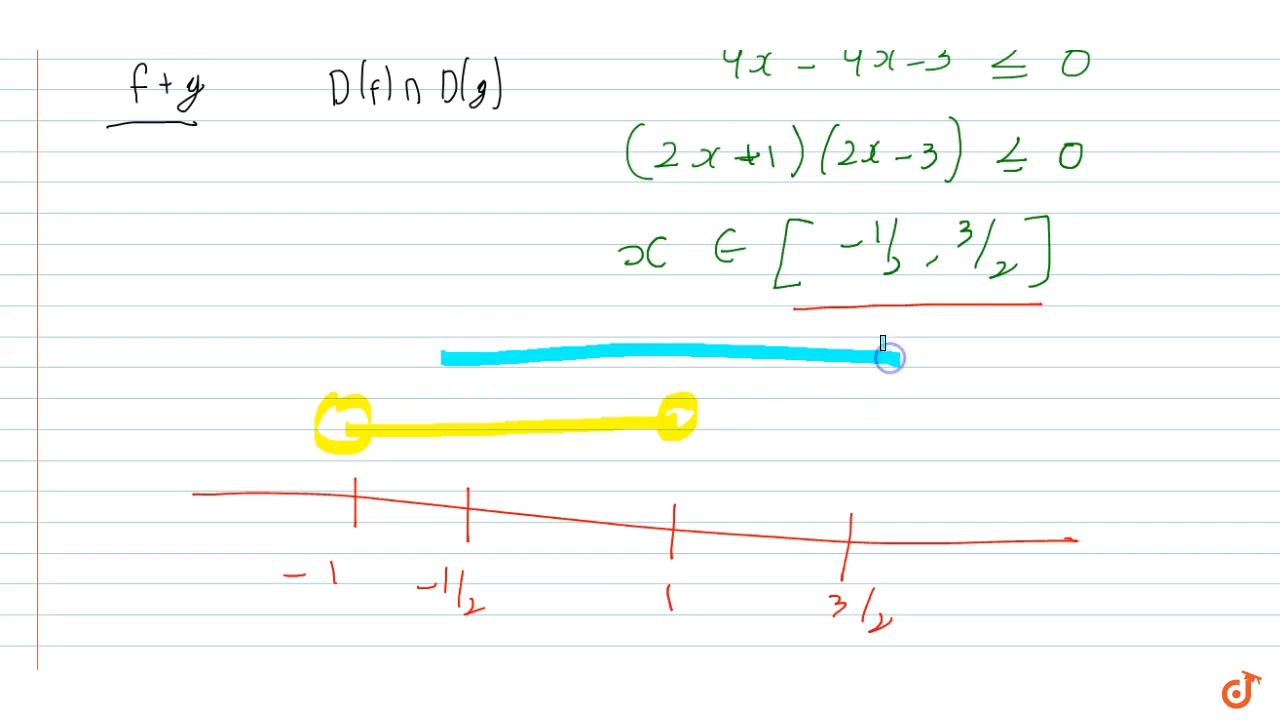 f+g D(f)∩D(g)
4x - 4x-3 ≤ 0
(2x+1)(2x-3) ≤ 0
x ∈ [-1/2, 3/2]
-1 -1/2 1 3/2